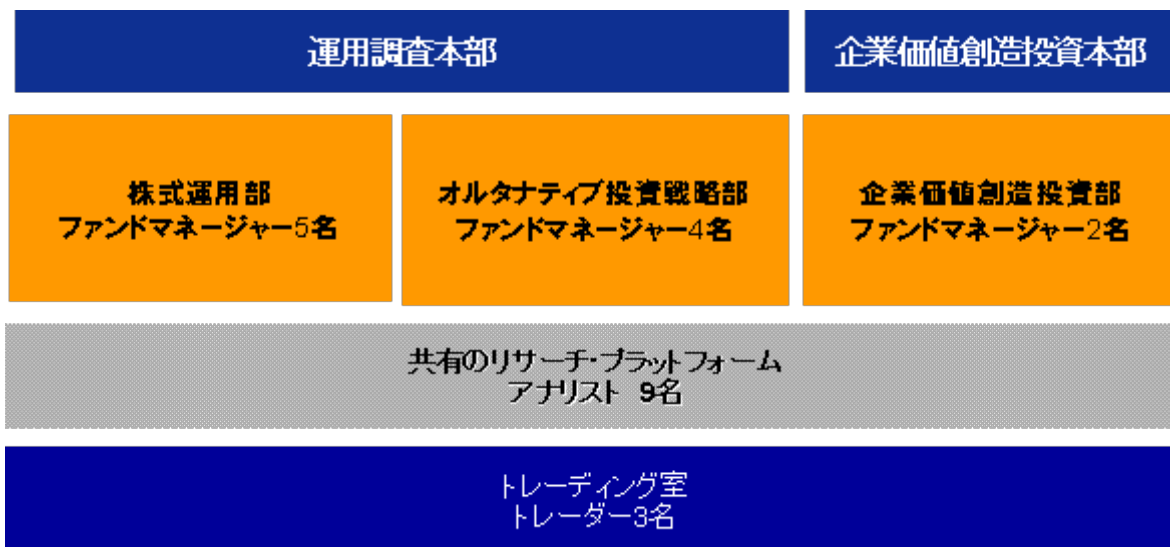 運用調査本部
企業価値創造投資本部
株式運用部
ファンドマネージャー5名
オルタナティブ投資戦略部
ファンドマネージャー4名
企業価値創造投資部
ファンドマネージャー2名
共有のリサーチ・プラットフォーム
アナリスト 9名
トレーディング室
トレーダー3名